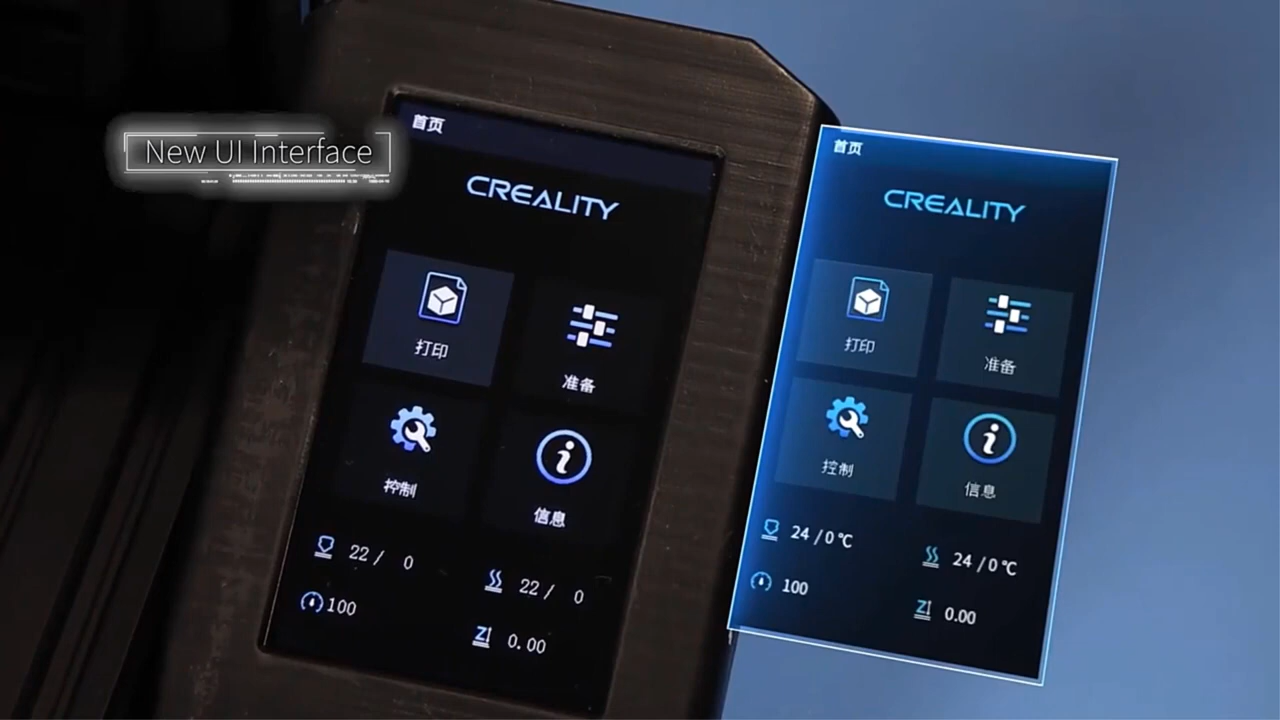 New UI Interface
首页
CREALITY
打印
准备
控制
信息
22 / 0
22 / 0
100
0.00
首页
CREALITY
打印
准备
控制
信息
24 / 0 ℃
24 / 0 ℃
100
0.00